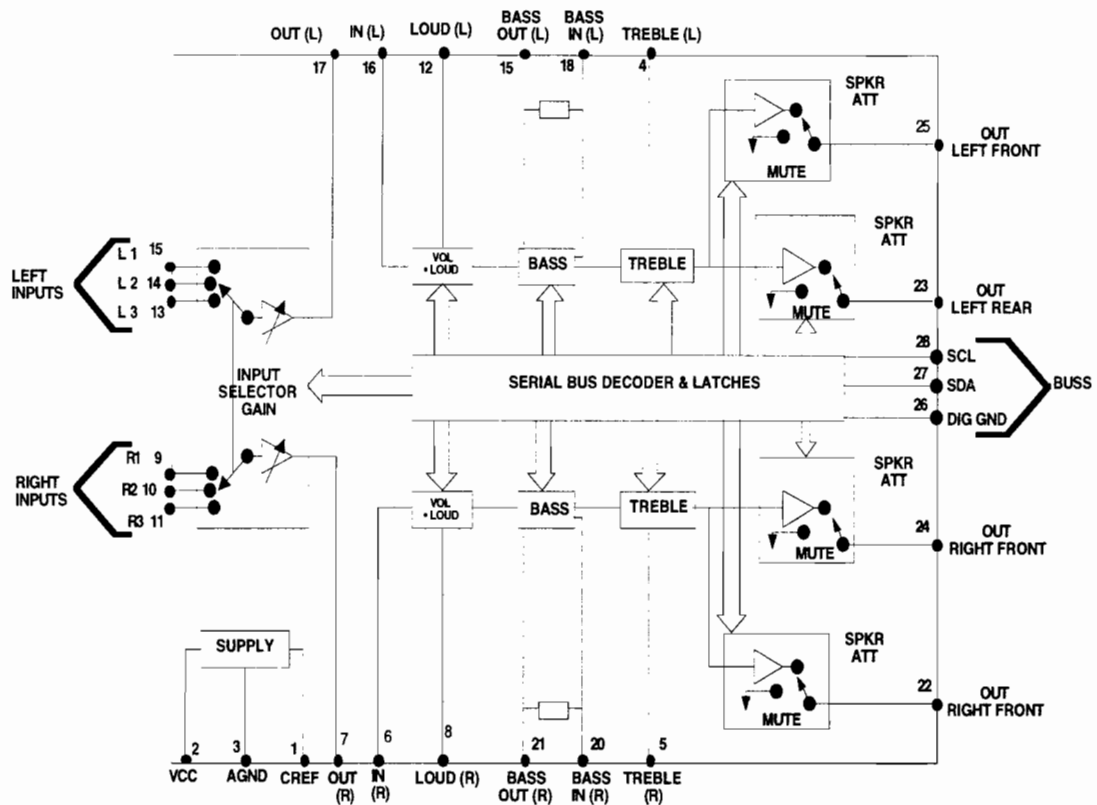 OUT (L)
IN (L)
LOUD (L)
BASS
OUT (L)
BASS
IN (L)
TREBLE (L)
17
16
12
15
18
4
SPKR
ATT
MUTE
25
OUT
LEFT FRONT
SPKR
ATT
MUTE
23
OUT
LEFT REAR
LEFT
INPUTS
L 1 15
L 2 14
L 3 13
VOL
+ LOUD
BASS
TREBLE
INPUT
SELECTOR
GAIN
SERIAL BUS DECODER & LATCHES
28
SCL
27
SDA
26
DIG GND
BUSS
RIGHT
INPUTS
R1 9
R2 10
R3 11
VOL
+ LOUD
BASS
TREBLE
SPKR
ATT
MUTE
24
OUT
RIGHT FRONT
SUPPLY
SPKR
ATT
MUTE
22
OUT
RIGHT FRONT
2
3
1
7
6
8
21
20
5
VCC
AGND
CREF
OUT
(R)
IN
(R)
LOUD (R)
BASS
OUT (R)
BASS
IN (R)
TREBLE
(R)